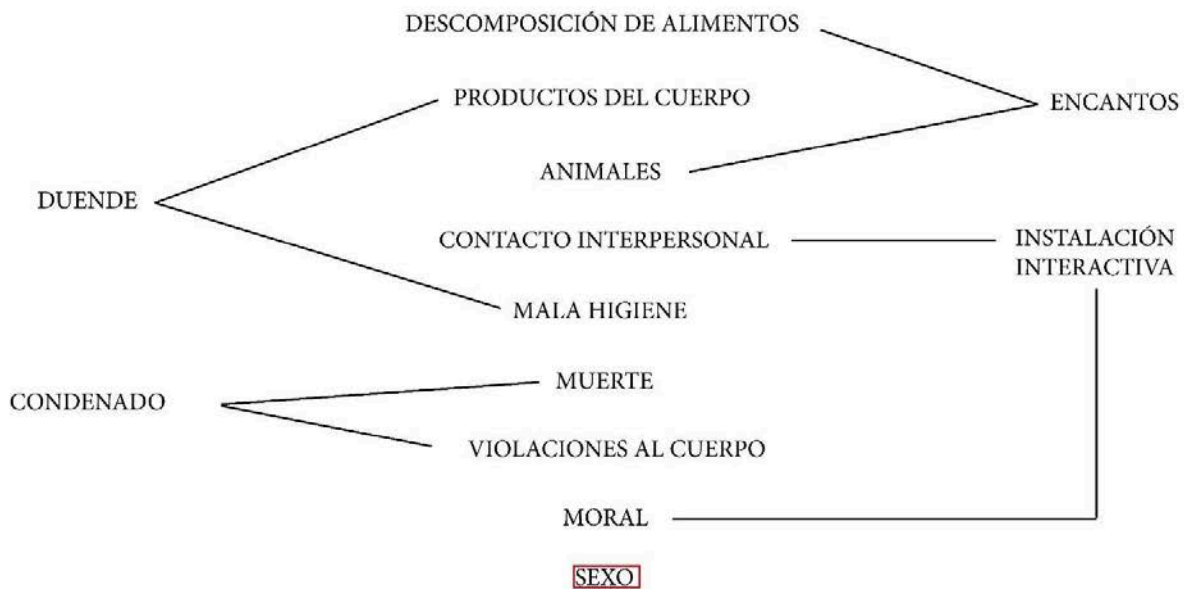 DESCOMPOSICIÓN DE ALIMENTOS
PRODUCTOS DEL CUERPO
ENCANTOS
ANIMALES
DUENDE
CONTACTO INTERPERSONAL
INSTALACIÓN
INTERACTIVA
MALA HIGIENE
MUERTE
CONDENADO
VIOLACIONES AL CUERPO
MORAL
SEXO